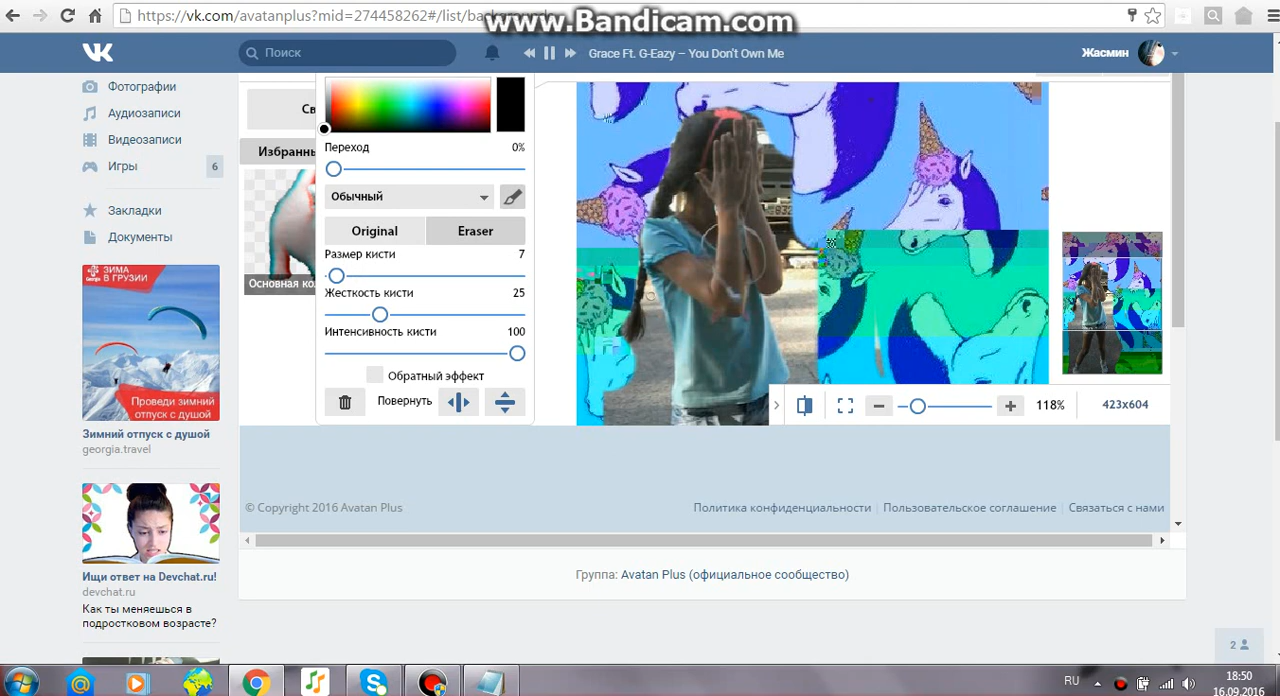 https://vk.com/avatanplus?mid=274458262#/list/backgrounds
www.Bandicam.com
Поиск
Grace Ft. G-Eazy – You Don't Own Me
Жасмин
Фотографии
Аудиозаписи
Видеозаписи
Игры
6
Закладки
Документы
ЗИМА
В ГРУЗИИ
Проведи зимний
отпуск с душой
Зимний отпуск с душой
georgia.travel
Ищи ответ на Devchat.ru!
devchat.ru
Как ты меняешься в
подростковом возрасте?
Св
Избранны
Основная ко
Переход 0%
Обычный
Original
Eraser
Размер кисти 7
Жесткость кисти 25
Интенсивность кисти 100
Обратный эффект
Повернуть
118%
423x604
© Copyright 2016 Avatan Plus
Политика конфиденциальности
Пользовательское соглашение
Связаться с нами
Группа: Avatan Plus (официальное сообщество)
2
RU
18:50
16.09.2016